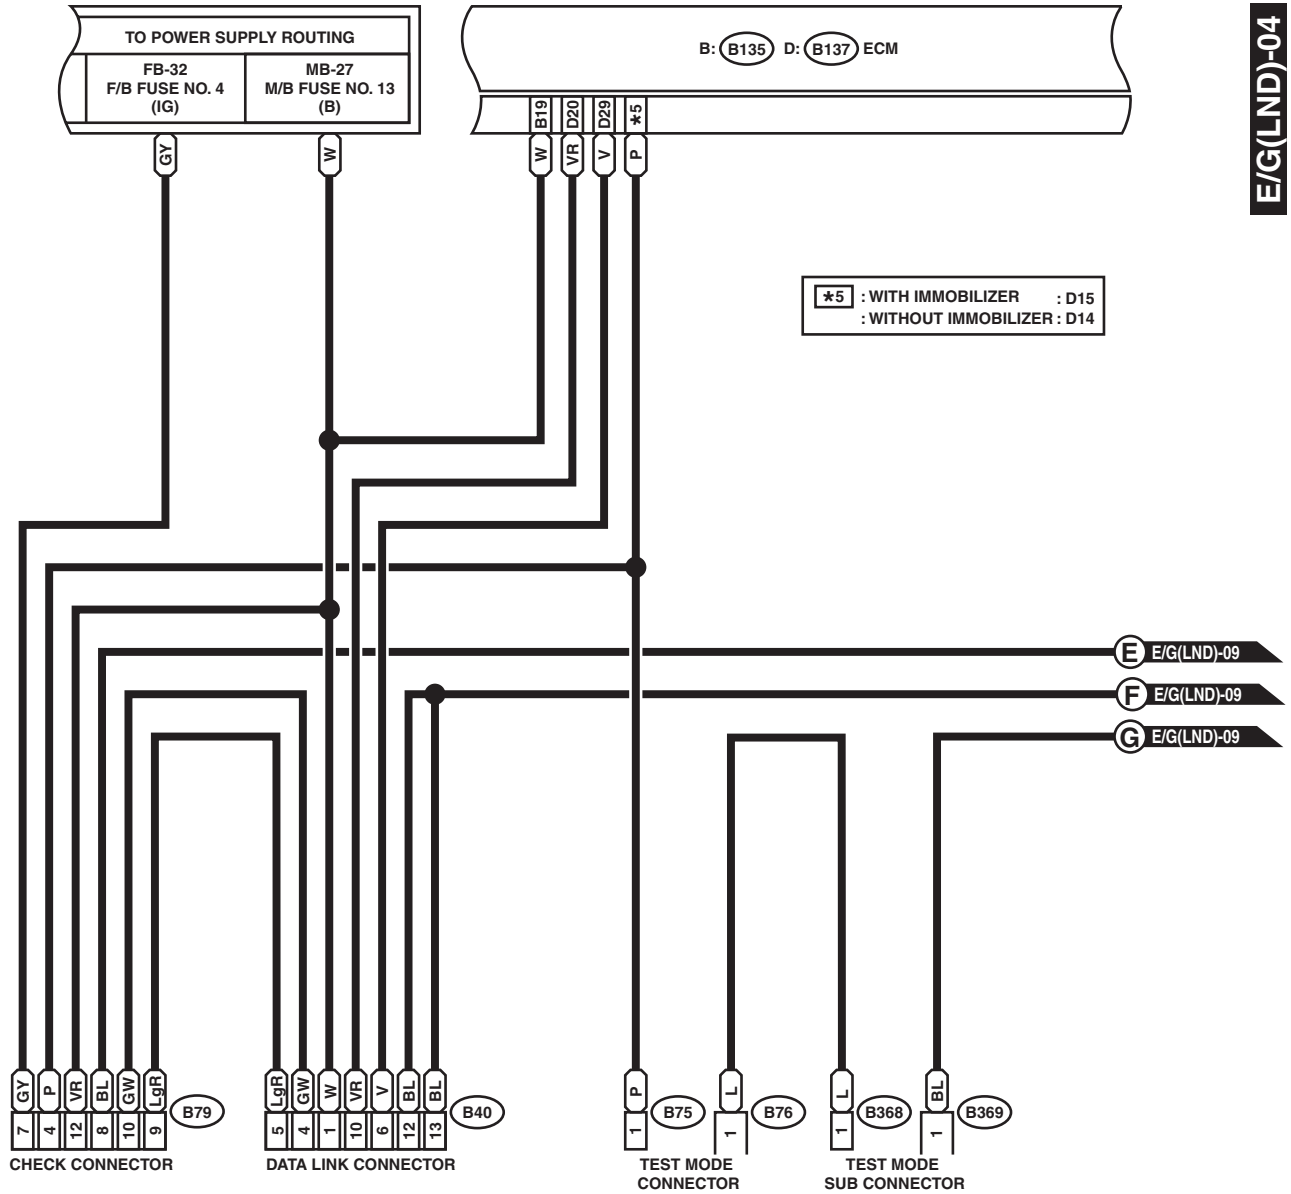 E/G(LND)-04
TO POWER SUPPLY ROUTING
FB-32
F/B FUSE NO. 4
(IG)
MB-27
M/B FUSE NO. 13
(B)
B: B135 D: B137 ECM
B19 D20 D29 *5
GY W W VR V P
*5 : WITH IMMOBILIZER : D15
: WITHOUT IMMOBILIZER : D14
E E/G(LND)-09
F E/G(LND)-09
G E/G(LND)-09
GY P VR BL GW LgR
7 4 12 8 10 9
B79
CHECK CONNECTOR
LgR GW W VR V BL BL
5 4 1 10 6 12 13
B40
DATA LINK CONNECTOR
P L
1 B75 1 B76
TEST MODE
CONNECTOR
L BL
1 B368 1 B369
TEST MODE
SUB CONNECTOR